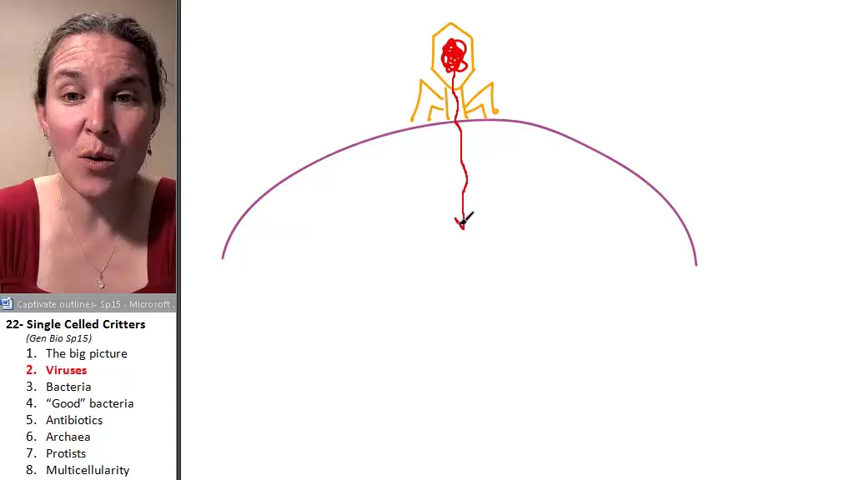 Captivate outlines- Sp15 - Microsoft .
22- Single Celled Critters
(Gen Bio Sp15)
1. The big picture
2. Viruses
3. Bacteria
4. “Good” bacteria
5. Antibiotics
6. Archaea
7. Protists
8. Multicellularity